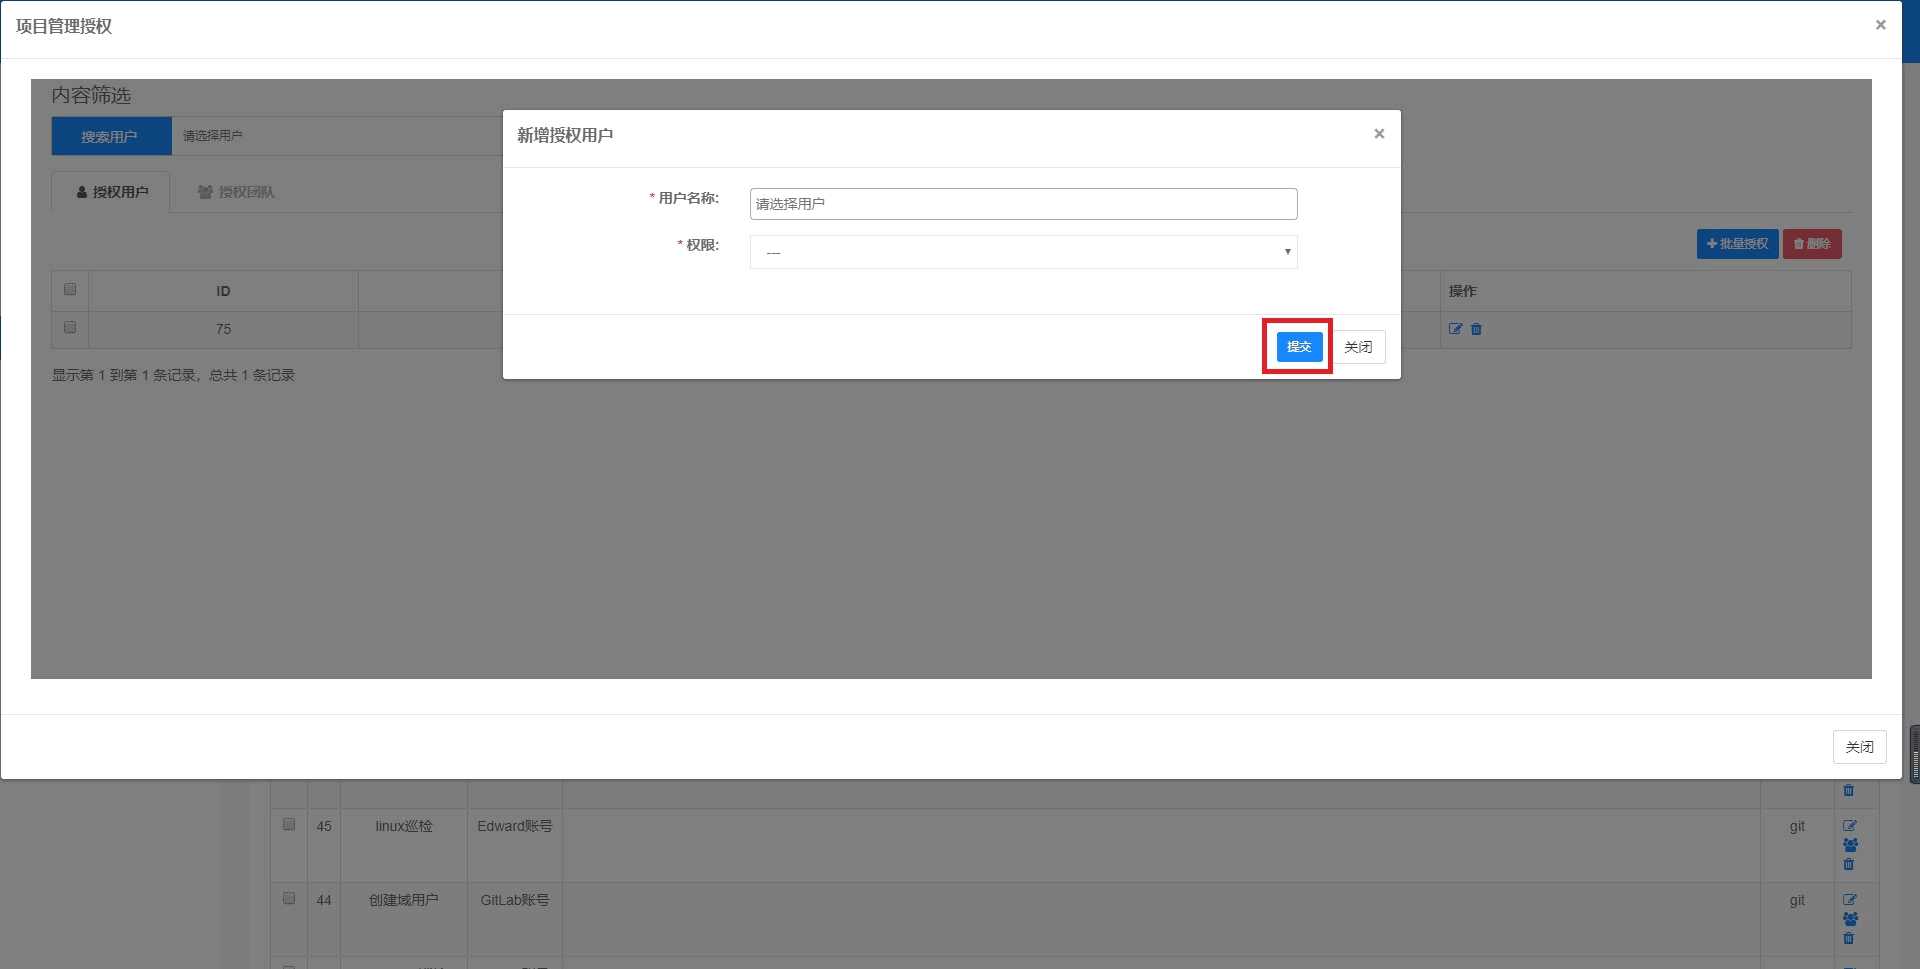 项目管理授权
×
内容筛选
搜索用户 请选择用户
授权用户 授权团队
新增授权用户 ×
* 用户名称: 请选择用户
* 权限: ---
提交 关闭
批量授权 删除
ID 操作
75
显示第 1 到第 1 条记录，总共 1 条记录
关闭
45 linux巡检 Edward账号 git
44 创建域用户 GitLab账号 git